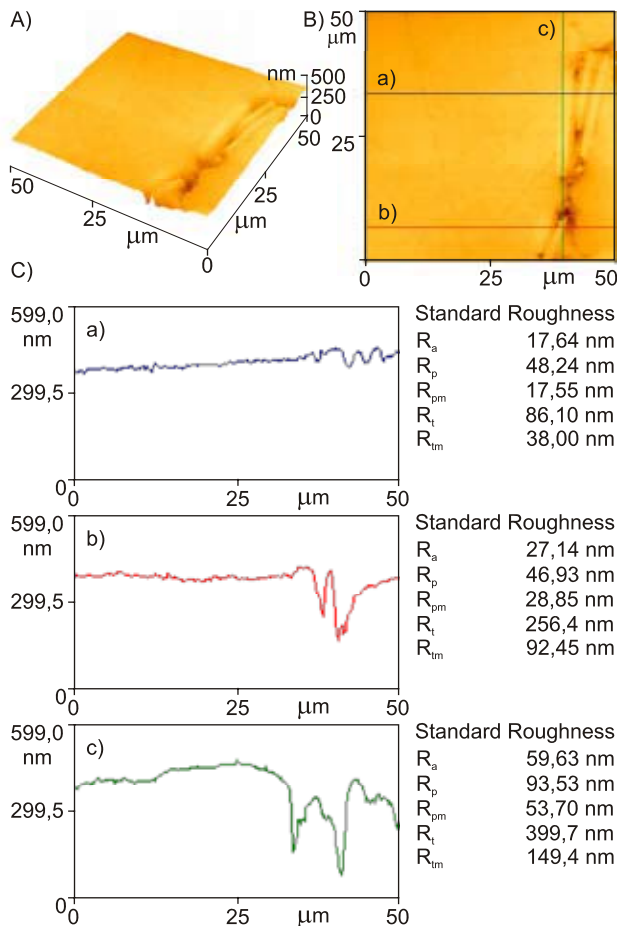 A)
nm
500
250
0
50
25
μm
0
50
25
μm
B)
50
μm
25
0
c)
a)
b)
0
25
μm
50
C)
599,0
nm
299,5
0
a)
0
25
μm
50
Standard Roughness
Ra 17,64 nm
Rp 48,24 nm
Rpm 17,55 nm
Rt 86,10 nm
Rtm 38,00 nm
599,0
nm
299,5
0
b)
0
25
μm
50
Standard Roughness
Ra 27,14 nm
Rp 46,93 nm
Rpm 28,85 nm
Rt 256,4 nm
Rtm 92,45 nm
599,0
nm
299,5
0
c)
0
25
μm
50
Standard Roughness
Ra 59,63 nm
Rp 93,53 nm
Rpm 53,70 nm
Rt 399,7 nm
Rtm 149,4 nm